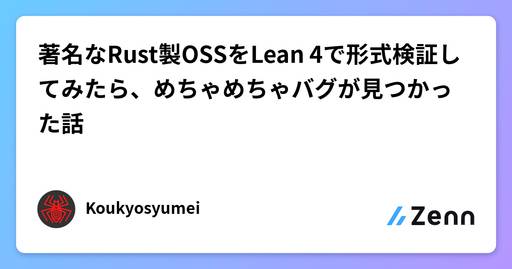 著名なRust製OSSをLean 4で形式検証し
てみたら、めちゃめちゃバグが見つかっ
た話
Koukyosyumei
Zenn